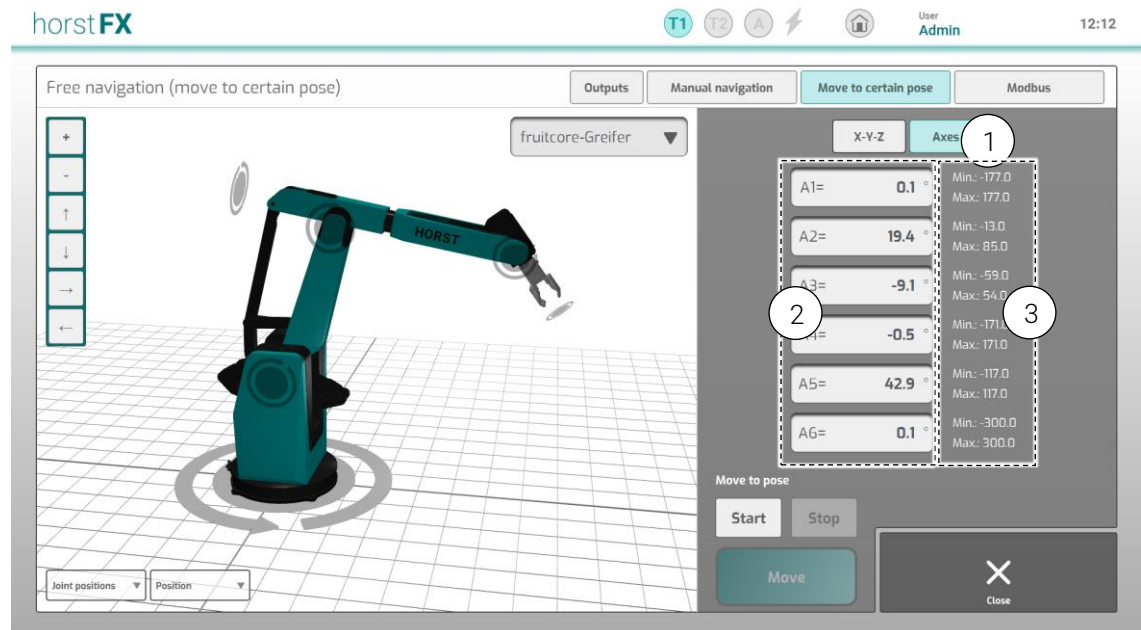 horstFX
T1 T2 A
User
Admin
12:12
Free navigation (move to certain pose)
Outputs
Manual navigation
Move to certain pose
Modbus
+
-
↑
↓
→
←
fruitcore-Greifer
HORST
X-Y-Z
Axes
1
A1= 0.1 °
Min.: -177.0
Max.: 177.0
A2= 19.4 °
Min.: -13.0
Max.: 85.0
A3= -9.1 °
Min.: -59.0
Max.: 54.0
2
3
-0.5 °
Min.: -171.0
Max.: 171.0
A5= 42.9 °
Min.: -117.0
Max.: 117.0
A6= 0.1 °
Min.: -300.0
Max.: 300.0
Move to pose
Start
Stop
Move
Close
Joint positions
Position